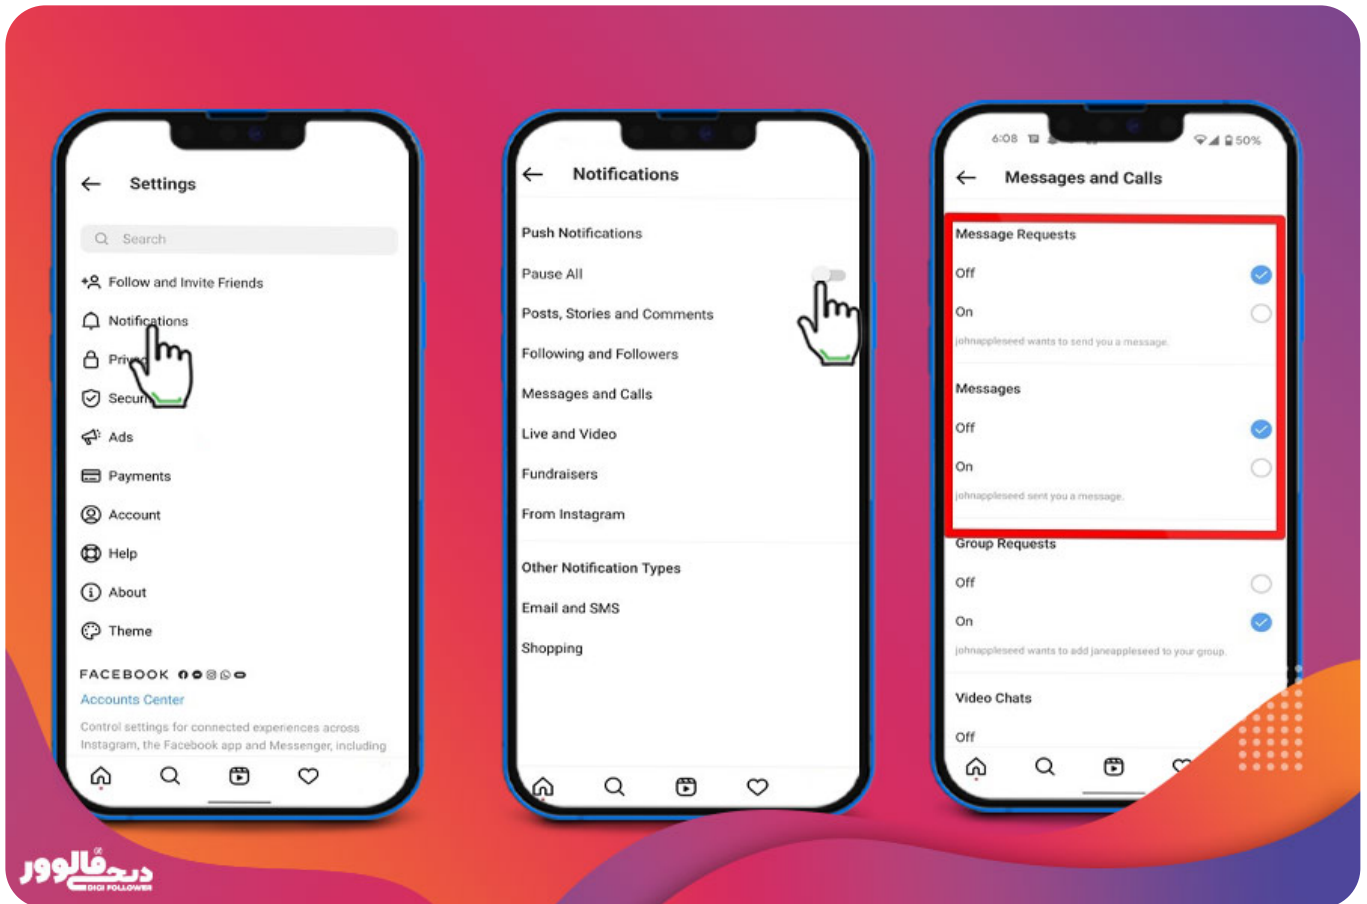 Settings
Search
Follow and Invite Friends
Notifications
Ads
Payments
Account
Help
About
Theme
FACEBOOK
Accounts Center
Control settings for connected experiences across
Instagram, the Facebook app and Messenger, including
Notifications
Push Notifications
Pause All
Posts, Stories and Comments
Following and Followers
Messages and Calls
Live and Video
Fundraisers
From Instagram
Other Notification Types
Email and SMS
Shopping
6:08
50%
Messages and Calls
Message Requests
Off
On
johnappleseed wants to send you a message.
Messages
Off
On
johnappleseed sent you a message.
Group Requests
Off
On
johnappleseed wants to add janeappleseed to your group.
Video Chats
Off
دیجی فالوور
DIGI FOLLOWER